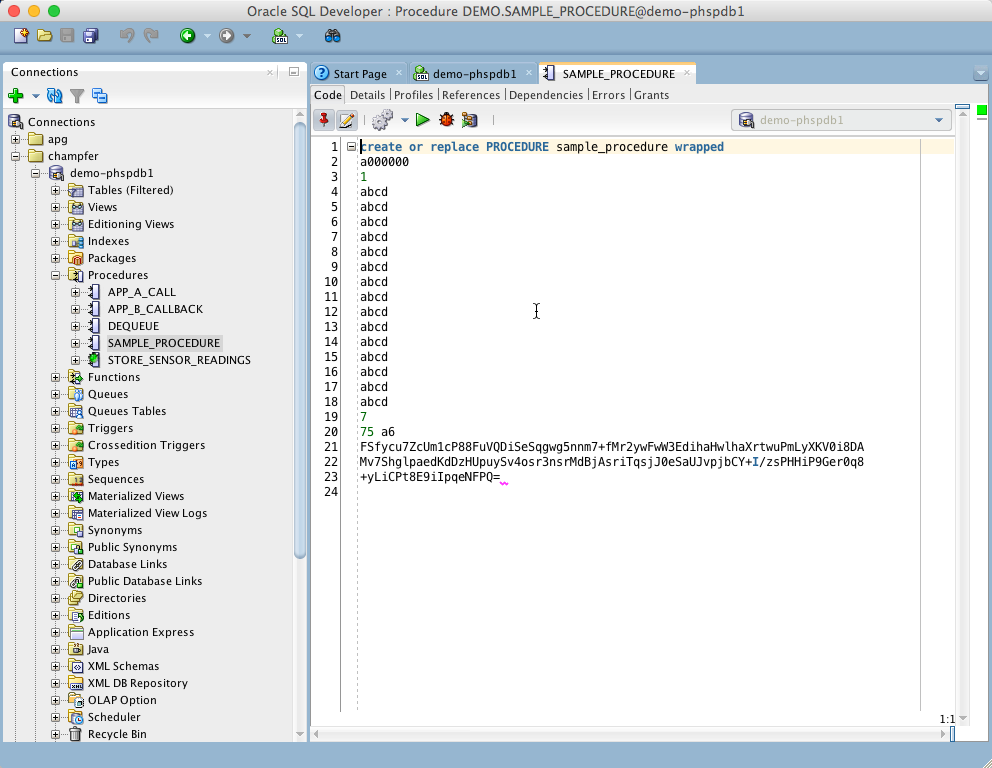 Oracle SQL Developer : Procedure DEMO.SAMPLE_PROCEDURE@demo-phspdb1
Connections
Connections
apg
champfer
demo-phspdb1
Tables (Filtered)
Views
Editioning Views
Indexes
Packages
Procedures
APP_A_CALL
APP_B_CALLBACK
DEQUEUE
SAMPLE_PROCEDURE
STORE_SENSOR_READINGS
Functions
Queues
Queues Tables
Triggers
Crossedition Triggers
Types
Sequences
Materialized Views
Materialized View Logs
Synonyms
Public Synonyms
Database Links
Public Database Links
Directories
Editions
Application Express
Java
XML Schemas
XML DB Repository
OLAP Option
Scheduler
Recycle Bin
Start Page demo-phspdb1 SAMPLE_PROCEDURE
Code Details Profiles References Dependencies Errors Grants
demo-phspdb1
1 create or replace PROCEDURE sample_procedure wrapped
2 a000000
3 1
4 abcd
5 abcd
6 abcd
7 abcd
8 abcd
9 abcd
10 abcd
11 abcd
12 abcd
13 abcd
14 abcd
15 abcd
16 abcd
17 abcd
18 abcd
19 7
20 75 a6
21 FSfycu7ZcUm1cP88FuVQDiSeSqgwg5nnm7+fMr2ywFwW3EdihaHwlhaXrtwuPmLyXKV0i8DA
22 Mv7ShglpaedKdDzHUpuySv4osr3nsrMdBjAsriTqsjJ0eSaUJvpjbCY+I/zsPHHiP9Ger0q8
23 +yLiCPt8E9iIpqeNFPQ=
24
1:1